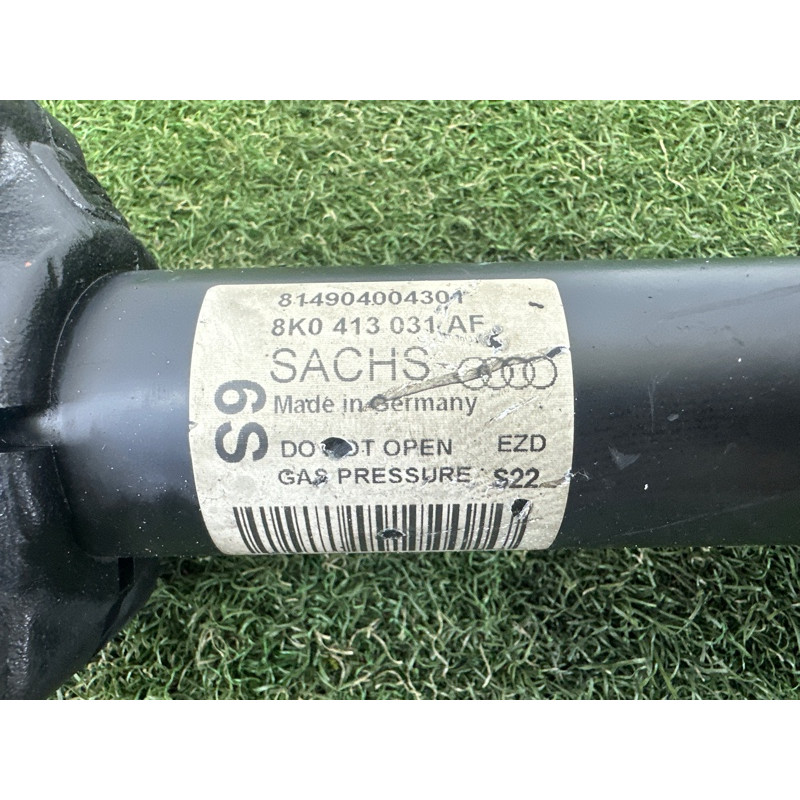 814904004301
8K0 413 031 AF
SACHS
Made in Germany
S9
DO NOT OPEN EZD
GAS PRESSURE S22